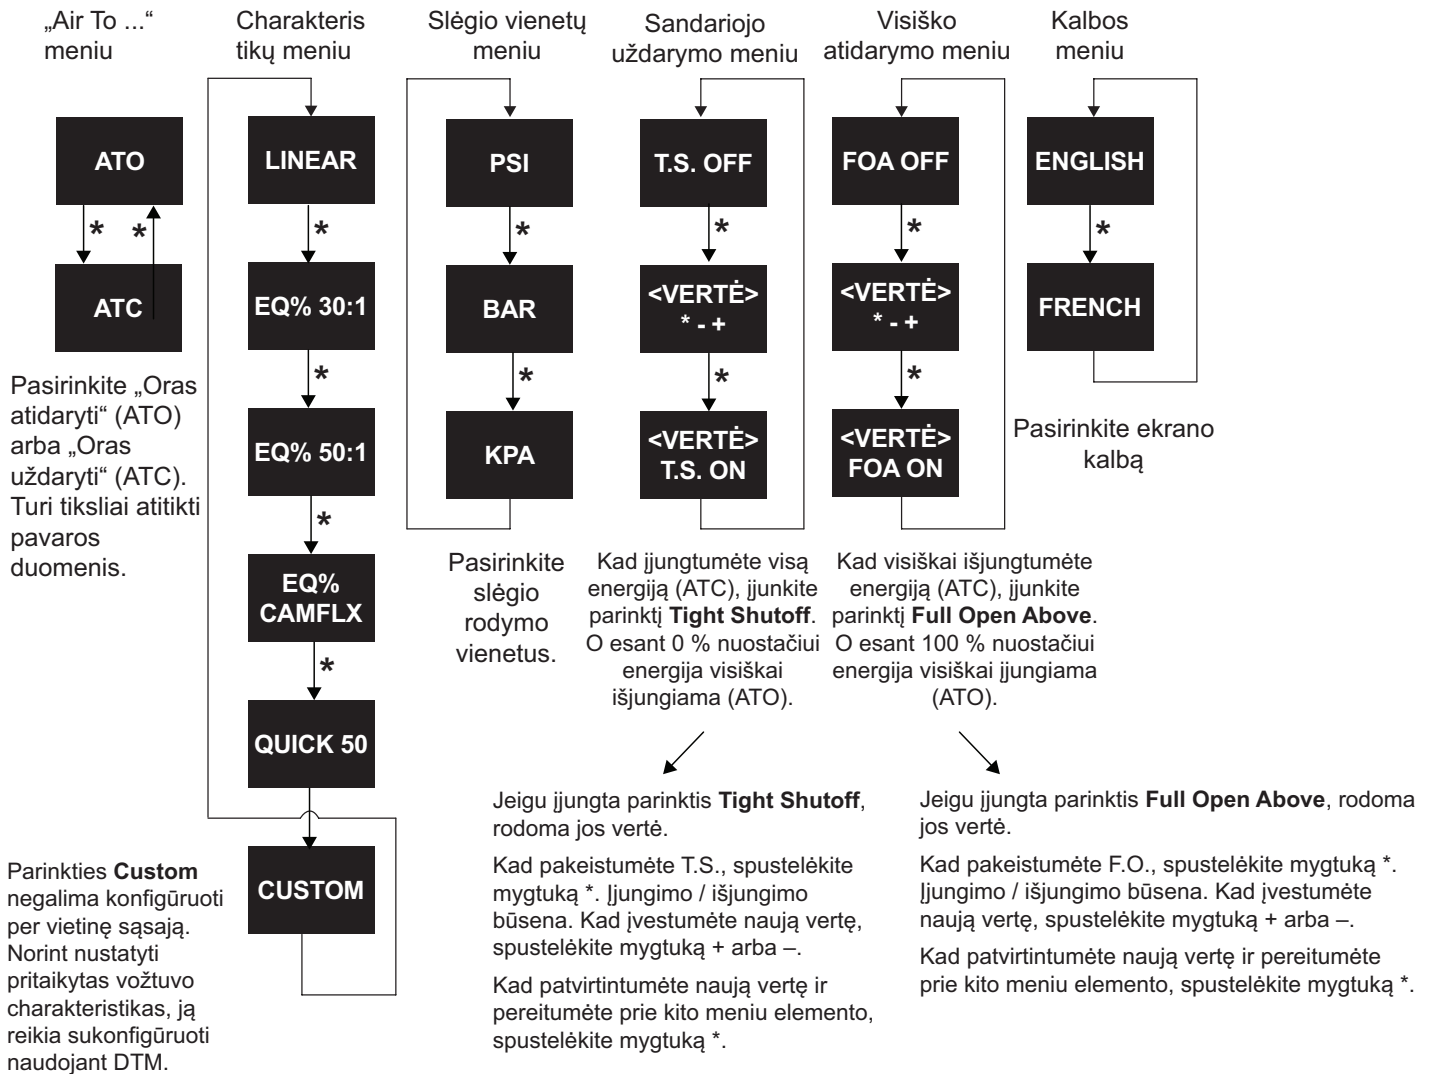 „Air To ...“
meniu
ATO
*
*
ATC
Pasirinkite „Oras
atidaryti“ (ATO)
arba „Oras
uždaryti“ (ATC).
Turi tiksliai atitikti
pavaros
duomenis.
Charakteris
tikų meniu
LINEAR
*
EQ% 30:1
*
EQ% 50:1
*
EQ%
CAMFLX
*
QUICK 50
CUSTOM
Parinkties Custom
negalima konfigūruoti
per vietinę sąsają.
Norint nustatyti
pritaikytas vožtuvo
charakteristikas, ją
reikia sukonfigūruoti
naudojant DTM.
Slėgio vienetų
meniu
PSI
*
BAR
*
KPA
Pasirinkite
slėgio
rodymo
vienetus.
Sandariojo
uždarymo meniu
T.S. OFF
*
<VERTĖ>
* - +
*
<VERTĖ>
T.S. ON
Kad įjungtumėte visą
energiją (ATC), įjunkite
parinktį Tight Shutoff.
O esant 0 % nuostačiui
energija visiškai
išjungiama (ATO).
Jeigu įjungta parinktis Tight Shutoff,
rodoma jos vertė.
Kad pakeistumėte T.S., spustelėkite
mygtuką *. Įjungimo / išjungimo
būsena. Kad įvestumėte naują vertę,
spustelėkite mygtuką + arba –.
Kad patvirtintumėte naują vertę ir
pereitumėte prie kito meniu elemento,
spustelėkite mygtuką *.
Visiško
atidarymo meniu
FOA OFF
*
<VERTĖ>
* - +
*
<VERTĖ>
FOA ON
Kad visiškai išjungtumėte
energiją (ATC), įjunkite
parinktį Full Open Above.
O esant 100 % nuostačiui
energija visiškai įjungiama
(ATO).
Jeigu įjungta parinktis Full Open Above, rodoma
jos vertė.
Kad pakeistumėte F.O., spustelėkite mygtuką *.
Įjungimo / išjungimo būsena. Kad įvestumėte
naują vertę, spustelėkite mygtuką + arba –.
Kad patvirtintumėte naują vertę ir pereitumėte
prie kito meniu elemento, spustelėkite mygtuką *.
Kalbos
meniu
ENGLISH
*
FRENCH
Pasirinkite ekrano
kalbą